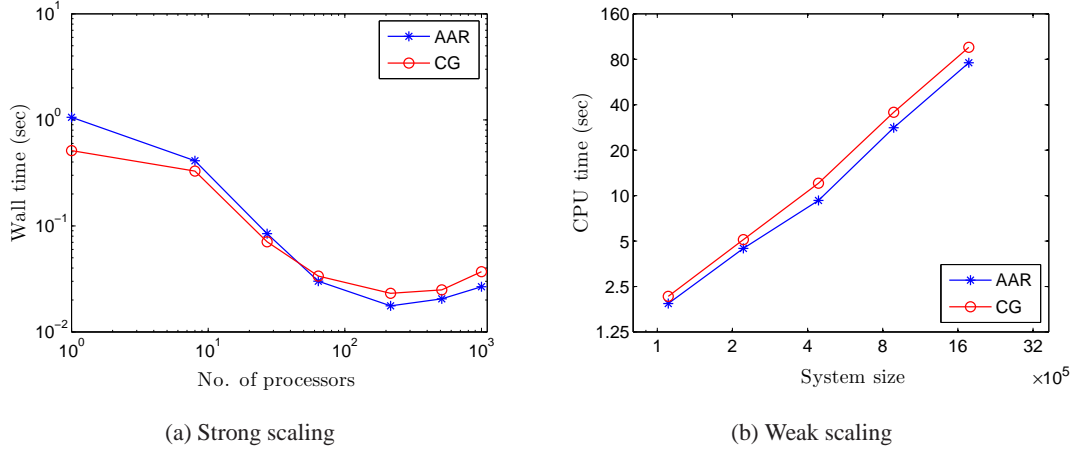 10^1
10^0
10^-1
10^-2
Wall time (sec)
AAR
CG
10^0
10^1
10^2
10^3
No. of processors
(a) Strong scaling
160
80
40
20
10
5
2.5
1.25
CPU time (sec)
AAR
CG
1 2 4 8 16 32
System size
×10^5
(b) Weak scaling